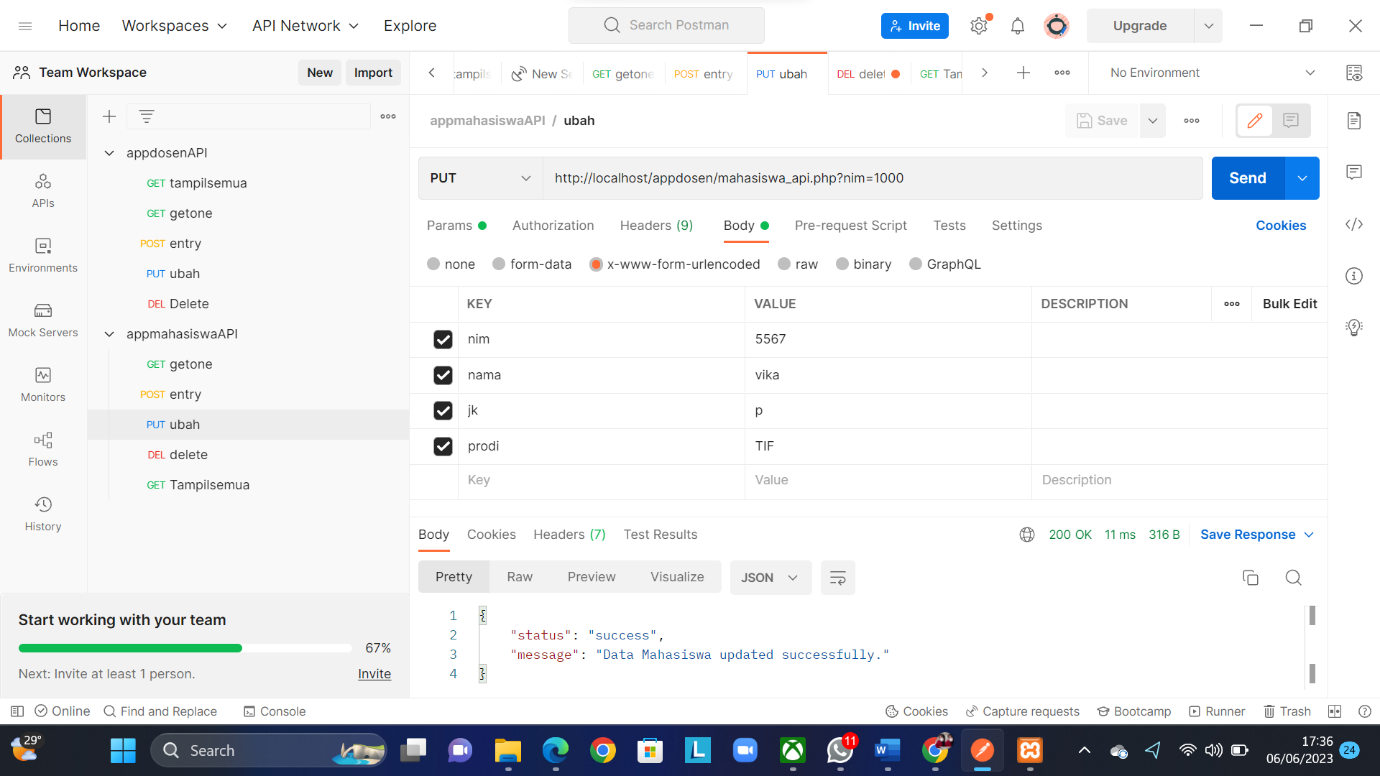 Home Workspaces API Network Explore Search Postman Invite Upgrade
Team Workspace New Import
GET getone POST entry PUT ubah DEL No Environment
Collections
APIs
Environments
Mock Servers
Monitors
Flows
History
appdosenAPI
GET tampilsemua
GET getone
POST entry
PUT ubah
DEL Delete
appmahasiswaAPI
GET getone
POST entry
PUT ubah
DEL delete
GET Tampilsemua
appmahasiswaAPI / ubah Save
PUT http://localhost/appdosen/mahasiswa_api.php?nim=1000 Send
Params Authorization Headers (9) Body Pre-request Script Tests Settings Cookies
none form-data x-www-form-urlencoded raw binary GraphQL
KEY VALUE DESCRIPTION Bulk Edit
nim 5567
nama vika
jk p
prodi TIF
Key Value Description
Body Cookies Headers (7) Test Results 200 OK 11 ms 316 B Save Response
Pretty Raw Preview Visualize JSON
1 {
2 "status": "success",
3 "message": "Data Mahasiswa updated successfully."
4 }
Start working with your team
67%
Next: Invite at least 1 person. Invite
Online Find and Replace Console Cookies Capture requests Bootcamp Runner Trash
29° Search 11 17:36
06/06/2023 24